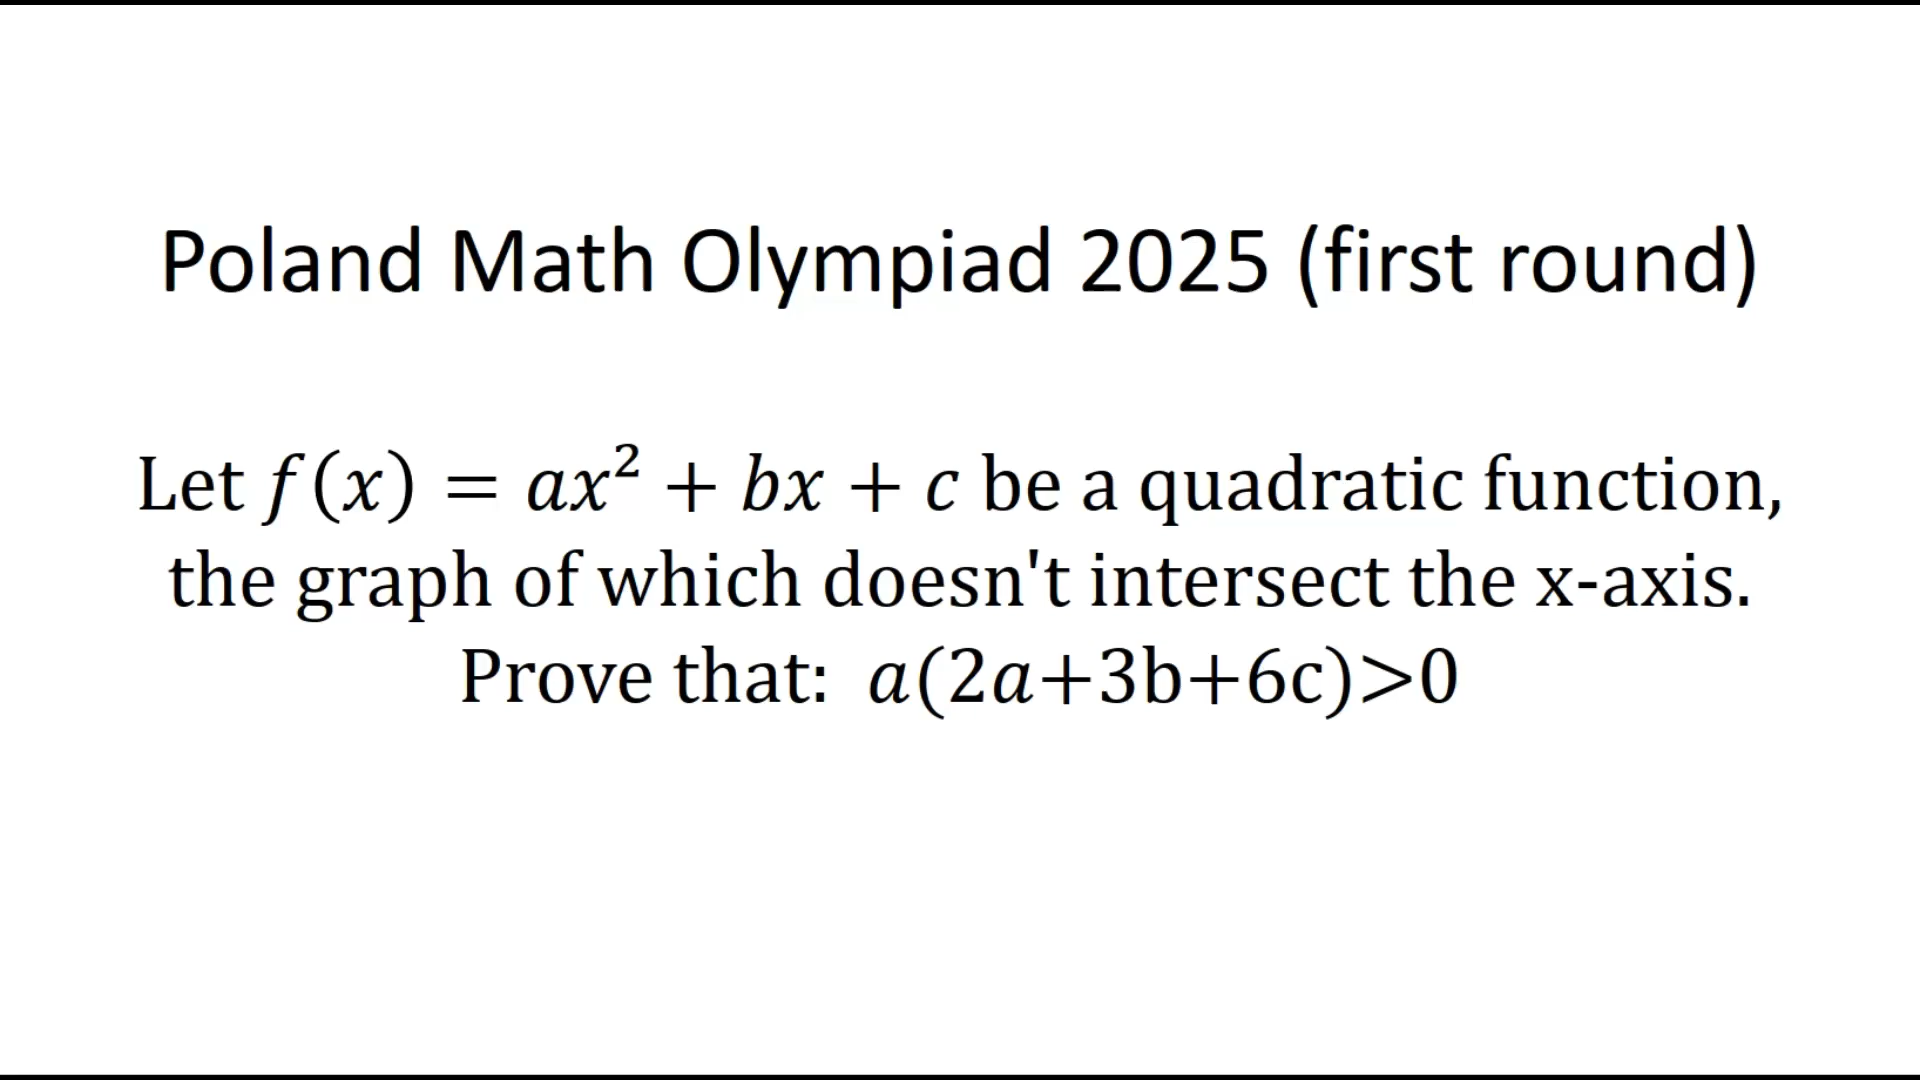 Poland Math Olympiad 2025 (first round)
Let f(x) = ax² + bx + c be a quadratic function,
the graph of which doesn't intersect the x-axis.
Prove that: a(2a+3b+6c)>0